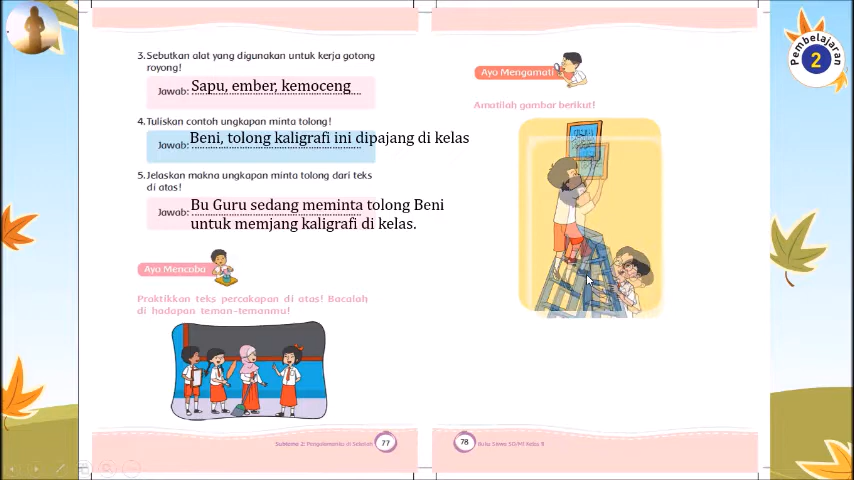 3. Sebutkan alat yang digunakan untuk kerja gotong
royong!
Jawab: Sapu, ember, kemoceng
4. Tuliskan contoh ungkapan minta tolong!
Jawab: Beni, tolong kaligrafi ini dipajang di kelas
5. Jelaskan makna ungkapan minta tolong dari teks
di atas!
Jawab: Bu Guru sedang meminta tolong Beni
untuk memjang kaligrafi di kelas.
Ayo Mencoba
Praktikkan teks percakapan di atas! Bacalah
di hadapan teman-temanmu!
Subtema 2: Pengalamanku di Sekolah 77
Ayo Mengamati
Amatilah gambar berikut!
78 Buku Siswa SD/MI Kelas II
Pembelajaran
2